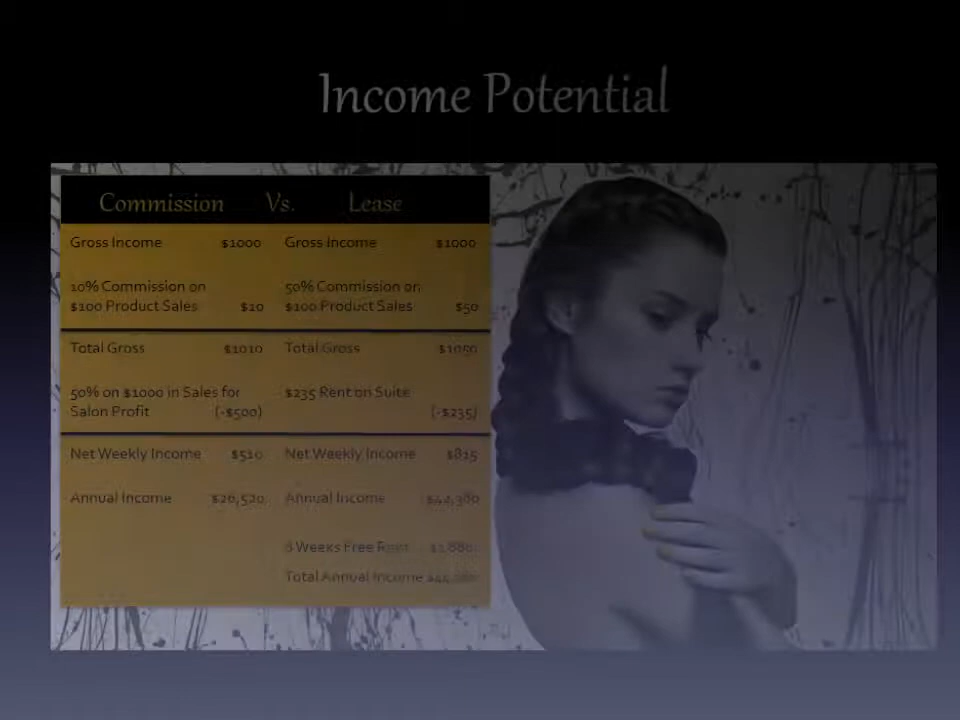 Income Potential
Commission Vs. Lease
Gross Income $1000 Gross Income $1000
10% Commission on 50% Commission on
$100 Product Sales $10 $100 Product Sales $50
Total Gross $1010 Total Gross $1050
50% on $1000 in Sales for $235 Rent on Suite
Salon Profit (-$500) (-$235)
Net Weekly Income $510 Net Weekly Income $815
Annual Income $26,520 Annual Income $42,380
Weeks Free Rent
Total Annual Income